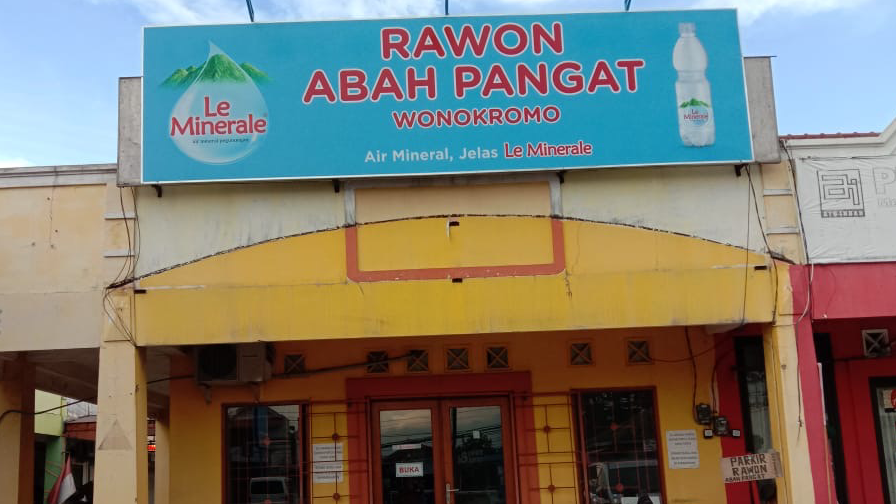 RAWON
ABAH PANGAT
WONOKROMO
Le
Minerale
Air Mineral, Jelas Le Minerale
Le
Minerale
BUKA
PARKIR
RAWON
ABAH PANGAT